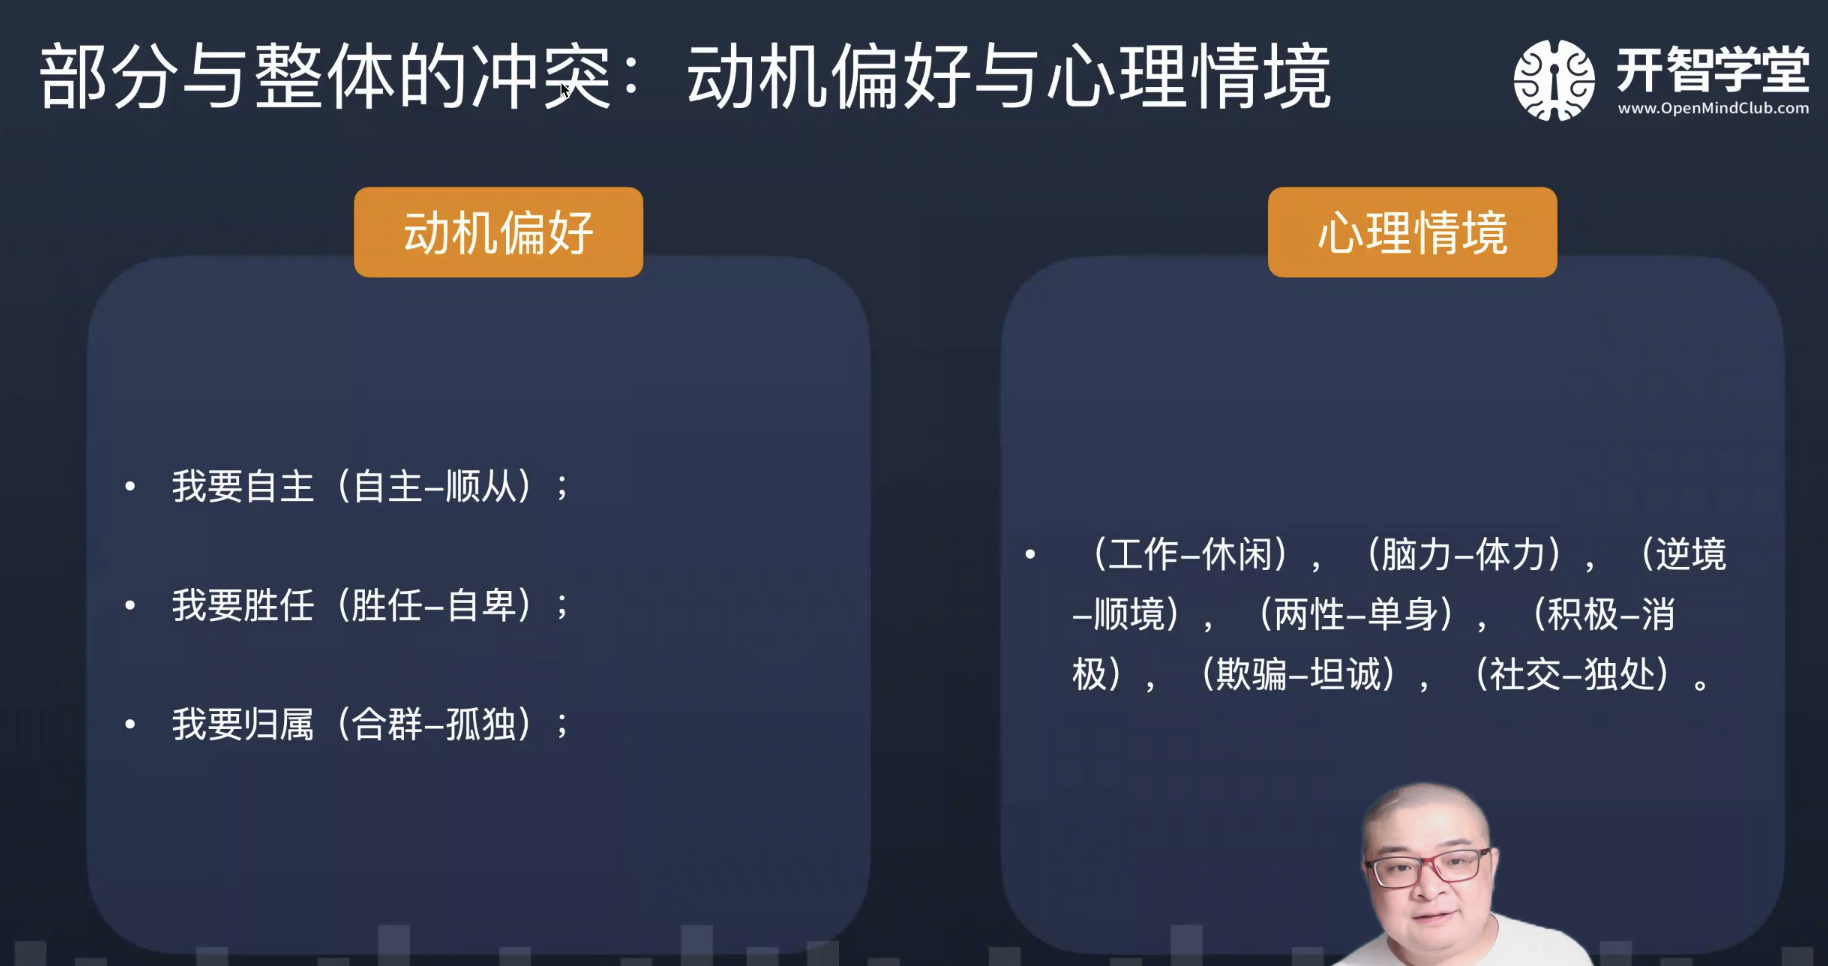 部分与整体的冲突：动机偏好与心理情境
开智学堂
www.OpenMindClub.com
动机偏好
• 我要自主（自主–顺从）；
• 我要胜任（胜任–自卑）；
• 我要归属（合群–孤独）；
心理情境
• （工作–休闲），（脑力–体力），（逆境
–顺境），（两性–单身），（积极–消
极），（欺骗–坦诚），（社交–独处）。